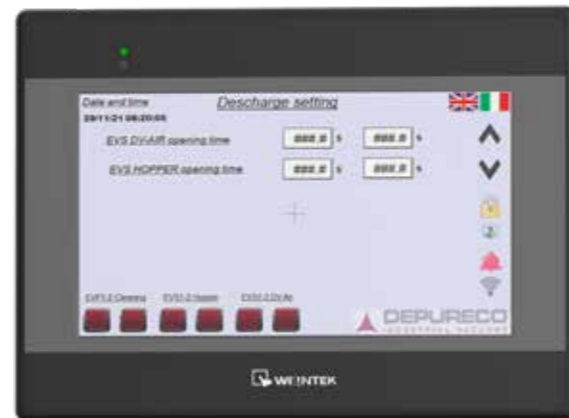 Date and time
Descharge setting
29/11/21 08:20:05
EVS DV-AIR opening time
###.# s
###.# s
EVS HOPPER opening time
###.# s
###.# s
DEPURECO
INDUSTRIAL VACUUMS
WEINTEK